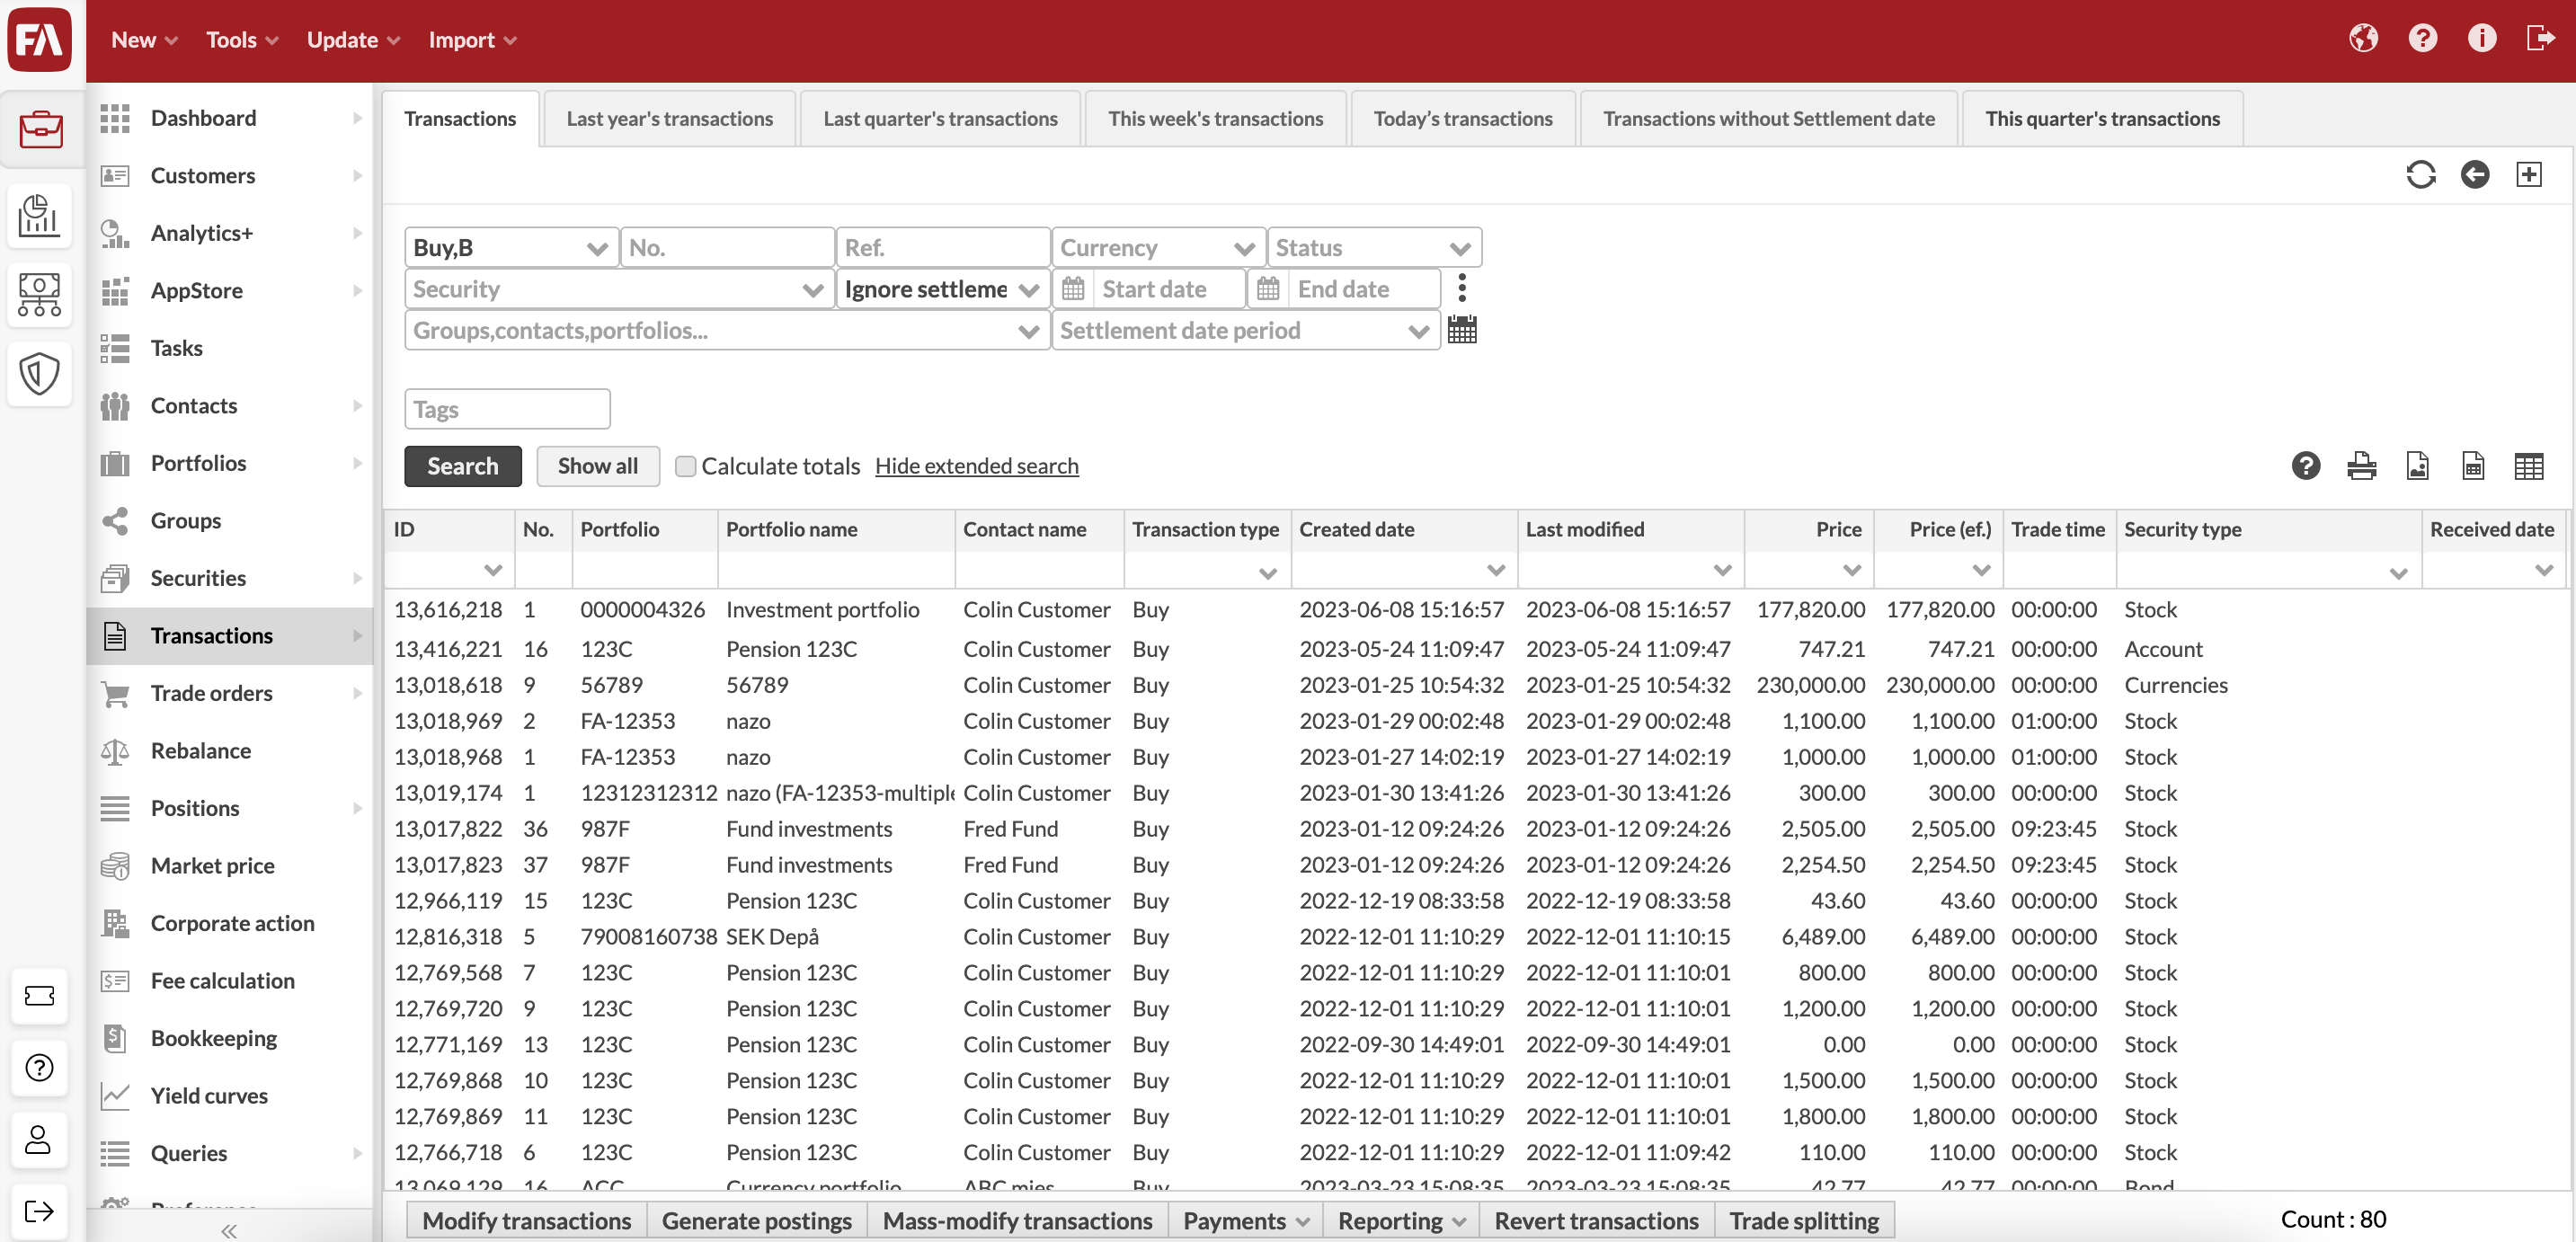 FA New Tools Update Import
Dashboard
Customers
Analytics+
AppStore
Tasks
Contacts
Portfolios
Groups
Securities
Transactions
Trade orders
Rebalance
Positions
Market price
Corporate action
Fee calculation
Bookkeeping
Yield curves
Queries
Preference
Transactions Last year's transactions Last quarter's transactions This week's transactions Today's transactions Transactions without Settlement date This quarter's transactions
Buy,B No. Ref. Currency Status
Security Ignore settleme Start date End date
Groups,contacts,portfolios... Settlement date period
Tags
Search Show all Calculate totals Hide extended search
ID No. Portfolio Portfolio name Contact name Transaction type Created date Last modified Price Price (ef.) Trade time Security type Received date
13,616,218 1 0000004326 Investment portfolio Colin Customer Buy 2023-06-08 15:16:57 2023-06-08 15:16:57 177,820.00 177,820.00 00:00:00 Stock
13,416,221 16 123C Pension 123C Colin Customer Buy 2023-05-24 11:09:47 2023-05-24 11:09:47 747.21 747.21 00:00:00 Account
13,018,618 9 56789 56789 Colin Customer Buy 2023-01-25 10:54:32 2023-01-25 10:54:32 230,000.00 230,000.00 00:00:00 Currencies
13,018,969 2 FA-12353 nazo Colin Customer Buy 2023-01-29 00:02:48 2023-01-29 00:02:48 1,100.00 1,100.00 01:00:00 Stock
13,018,968 1 FA-12353 nazo Colin Customer Buy 2023-01-27 14:02:19 2023-01-27 14:02:19 1,000.00 1,000.00 01:00:00 Stock
13,019,174 1 12312312312 nazo (FA-12353-multiple Colin Customer Buy 2023-01-30 13:41:26 2023-01-30 13:41:26 300.00 300.00 00:00:00 Stock
13,017,822 36 987F Fund investments Fred Fund Buy 2023-01-12 09:24:26 2023-01-12 09:24:26 2,505.00 2,505.00 09:23:45 Stock
13,017,823 37 987F Fund investments Fred Fund Buy 2023-01-12 09:24:26 2023-01-12 09:24:26 2,254.50 2,254.50 09:23:45 Stock
12,966,119 15 123C Pension 123C Colin Customer Buy 2022-12-19 08:33:58 2022-12-19 08:33:58 43.60 43.60 00:00:00 Stock
12,816,318 5 79008160738 SEK Depå Colin Customer Buy 2022-12-01 11:10:29 2022-12-01 11:10:15 6,489.00 6,489.00 00:00:00 Stock
12,769,568 7 123C Pension 123C Colin Customer Buy 2022-12-01 11:10:29 2022-12-01 11:10:01 800.00 800.00 00:00:00 Stock
12,769,720 9 123C Pension 123C Colin Customer Buy 2022-12-01 11:10:29 2022-12-01 11:10:01 1,200.00 1,200.00 00:00:00 Stock
12,771,169 13 123C Pension 123C Colin Customer Buy 2022-09-30 14:49:01 2022-09-30 14:49:01 0.00 0.00 00:00:00 Stock
12,769,868 10 123C Pension 123C Colin Customer Buy 2022-12-01 11:10:29 2022-12-01 11:10:01 1,500.00 1,500.00 00:00:00 Stock
12,769,869 11 123C Pension 123C Colin Customer Buy 2022-12-01 11:10:29 2022-12-01 11:10:01 1,800.00 1,800.00 00:00:00 Stock
12,766,718 6 123C Pension 123C Colin Customer Buy 2022-12-01 11:10:29 2022-12-01 11:09:42 110.00 110.00 00:00:00 Stock
13,069,129 16 ACC Currency portfolio ABC mies Buy 2023-03-23 15:08:35 2023-03-23 15:08:35 42.77 42.77 00:00:00 Bond
Modify transactions Generate postings Mass-modify transactions Payments Reporting Revert transactions Trade splitting Count : 80